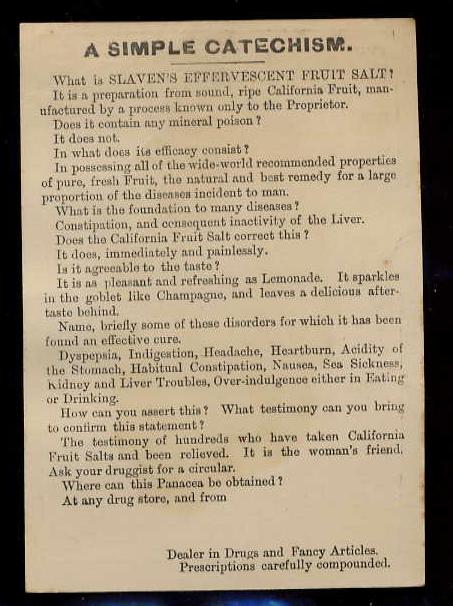 A SIMPLE CATECHISM.
What is SLAVEN'S EFFERVESCENT FRUIT SALT?
It is a preparation from sound, ripe California Fruit, man-
ufactured by a process known only to the Proprietor.
Does it contain any mineral poison?
It does not.
In what does its efficacy consist?
In possessing all of the wide-world recommended properties
of pure, fresh Fruit, the natural and best remedy for a large
proportion of the diseases incident to man.
What is the foundation to many diseases?
Constipation, and consequent inactivity of the Liver.
Does the California Fruit Salt correct this?
It does, immediately and painlessly.
Is it agreeable to the taste?
It is as pleasant and refreshing as Lemonade. It sparkles
in the goblet like Champagne, and leaves a delicious after-
taste behind.
Name, briefly some of these disorders for which it has been
found an effective cure.
Dyspepsia, Indigestion, Headache, Heartburn, Acidity of
the Stomach, Habitual Constipation, Nausea, Sea Sickness,
Kidney and Liver Troubles, Over-indulgence either in Eating
or Drinking.
How can you assert this? What testimony can you bring
to confirm this statement?
The testimony of hundreds who have taken California
Fruit Salts and been relieved. It is the woman's friend.
Ask your druggist for a circular.
Where can this Panacea be obtained?
At any drug store, and from
Dealer in Drugs and Fancy Articles.
Prescriptions carefully compounded.